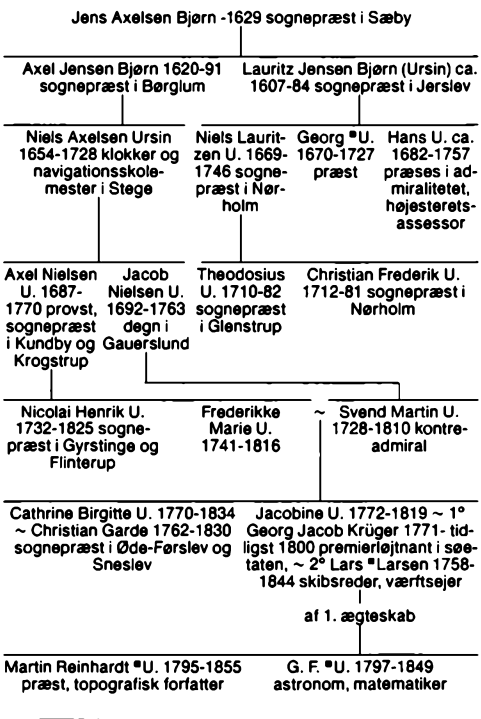 Jens Axelsen Bjørn -1629 sognepræst i Sæby
Axel Jensen Bjørn 1620-91
sognepræst i Børglum
Lauritz Jensen Bjørn (Ursin) ca.
1607-84 sognepræst i Jerslev
Niels Axelsen Ursin
1654-1728 klokker og
navigationsskole-
mester i Stege
Niels Laurit-
zen U. 1669-
1746 sogne-
præst i Nør-
holm
Georg *U.
1670-1727
præst
Hans U. ca.
1682-1757
præses i ad-
miralitetet,
højesterets-
assessor
Axel Nielsen
U. 1687-
1770 provst,
sognepræst
i Kundby og
Krogstrup
Jacob
Nielsen U.
1692-1763
degn i
Gauerslund
Theodosius
U. 1710-82
sognepræst
i Glenstrup
Christian Frederik U.
1712-81 sognepræst i
Nørholm
Nicolai Henrik U.
1732-1825 sogne-
præst i Gyrstinge og
Flinterup
Frederikke
Marie U.
1741-1816
~
Svend Martin U.
1728-1810 kontre-
admiral
Cathrine Birgitte U. 1770-1834
~ Christian Garde 1762-1830
sognepræst i Øde-Førslev og
Sneslev
Jacobine U. 1772-1819 ~ 1°
Georg Jacob Krüger 1771- tid-
ligst 1800 premierløjtnant i søe-
taten, ~ 2° Lars *Larsen 1758-
1844 skibsreder, værftsejer
af 1. ægteskab
Martin Reinhardt *U. 1795-1855
præst, topografisk forfatter
G. F. *U. 1797-1849
astronom, matematiker